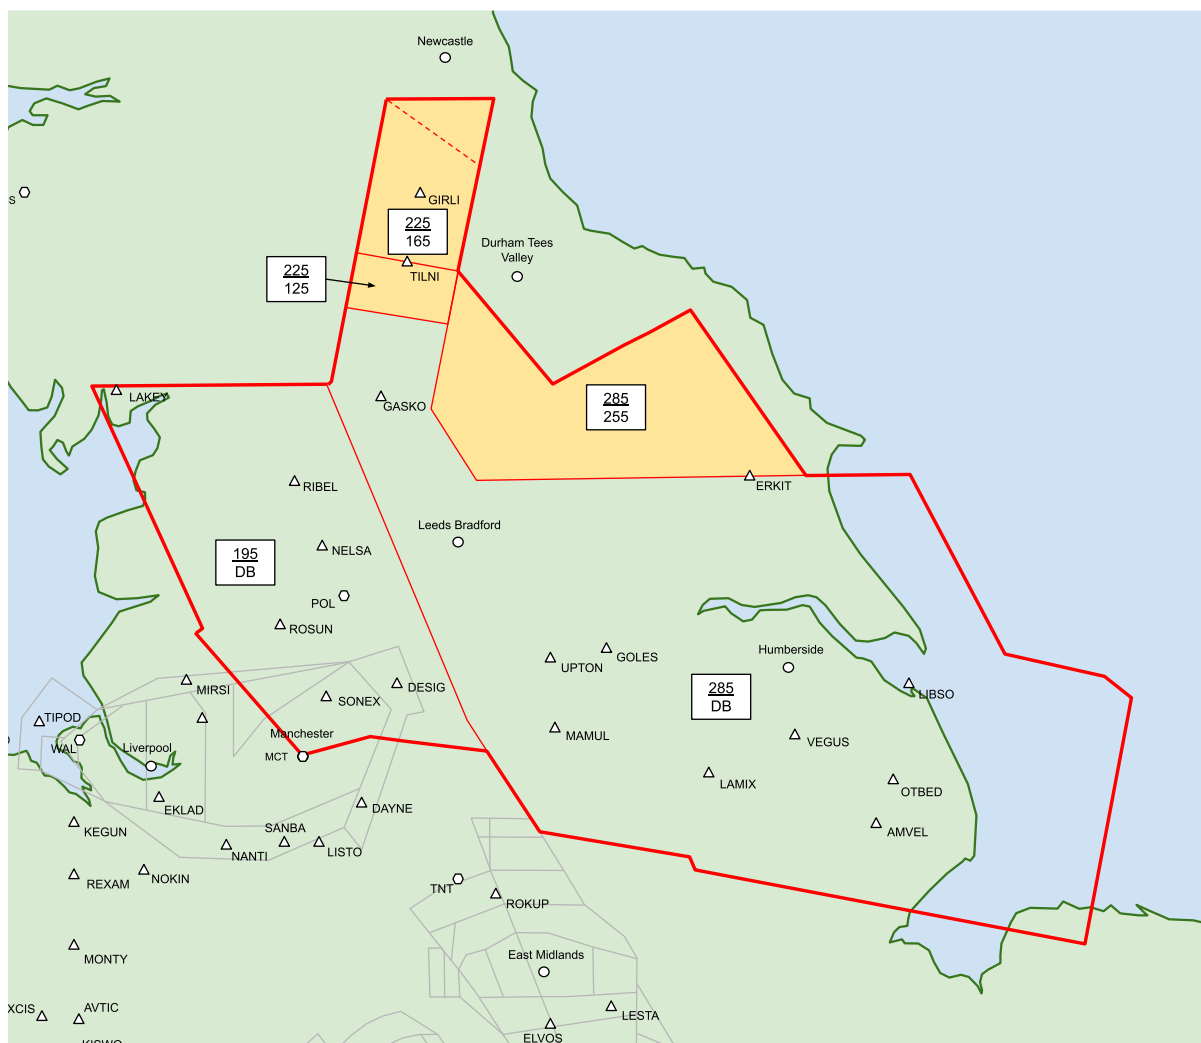 Newcastle
S
GIRLI
225
165
Durham Tees
Valley
TILNI
225
125
LAKEY
GASKO
285
255
RIBEL
ERKIT
Leeds Bradford
NELSA
195
DB
POL
ROSUN
GOLES
UPTON
Humberside
MIRSI
DESIG
SONEX
285
DB
LIBSO
TIPOD
Manchester
MAMUL
VEGUS
WAL
Liverpool
MCT
LAMIX
OTBED
EKLAD
DAYNE
KEGUN
SANBA
AMVEL
NANTI
LISTO
REXAM
NOKIN
TNT
ROKUP
MONTY
East Midlands
XCIS
AVTIC
LESTA
ELVOS